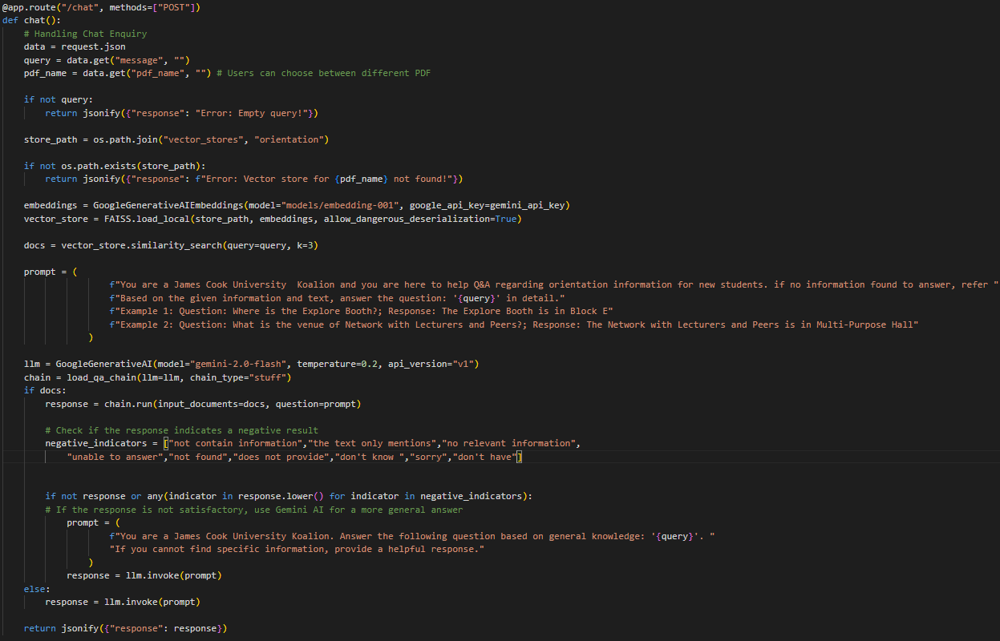 @app.route("/chat", methods=["POST"])
def chat():
    # Handling Chat Enquiry
    data = request.json
    query = data.get("message", "")
    pdf_name = data.get("pdf_name", "") # Users can choose between different PDF

    if not query:
        return jsonify({"response": "Error: Empty query!"})

    store_path = os.path.join("vector_stores", "orientation")

    if not os.path.exists(store_path):
        return jsonify({"response": f"Error: Vector store for {pdf_name} not found!"})

    embeddings = GoogleGenerativeAIEmbeddings(model="models/embedding-001", google_api_key=gemini_api_key)
    vector_store = FAISS.load_local(store_path, embeddings, allow_dangerous_deserialization=True)

    docs = vector_store.similarity_search(query=query, k=3)

    prompt = (
                f"You are a James Cook University  Koalion and you are here to help Q&A regarding orientation information for new students. if no information found to answer, refer "
                f"Based on the given information and text, answer the question: '{query}' in detail."
                f"Example 1: Question: Where is the Explore Booth?; Response: The Explore Booth is in Block E"
                f"Example 2: Question: What is the venue of Network with Lecturers and Peers?; Response: The Network with Lecturers and Peers is in Multi-Purpose Hall"
            )

    llm = GoogleGenerativeAI(model="gemini-2.0-flash", temperature=0.2, api_version="v1")
    chain = load_qa_chain(llm=llm, chain_type="stuff")
    if docs:
        response = chain.run(input_documents=docs, question=prompt)

        # Check if the response indicates a negative result
        negative_indicators = ["not contain information","the text only mentions","no relevant information",
            "unable to answer","not found","does not provide","don't know ","sorry","don't have"]


        if not response or any(indicator in response.lower() for indicator in negative_indicators):
        # If the response is not satisfactory, use Gemini AI for a more general answer
            prompt = (
                    f"You are a James Cook University Koalion. Answer the following question based on general knowledge: '{query}'. "
                    "If you cannot find specific information, provide a helpful response."
                )
            response = llm.invoke(prompt)
    else:
        response = llm.invoke(prompt)

    return jsonify({"response": response})